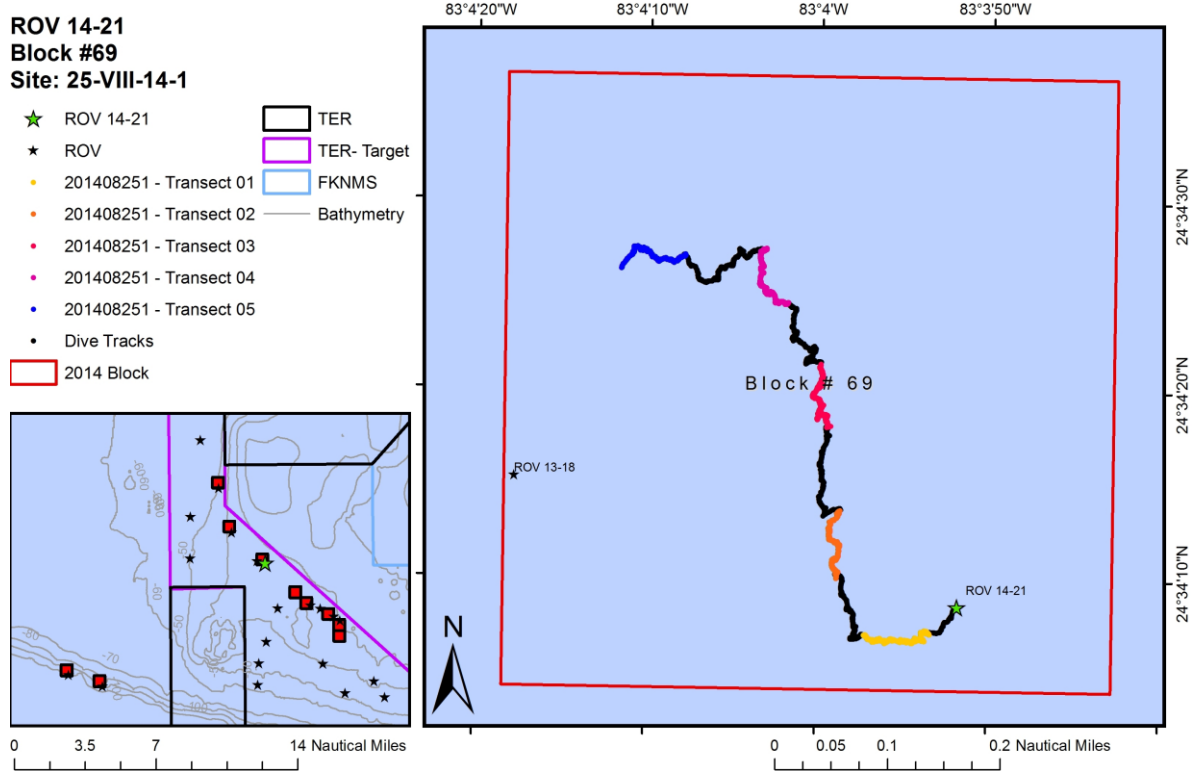 ROV 14-21
Block #69
Site: 25-VIII-14-1
ROV 14-21
ROV
201408251 - Transect 01
201408251 - Transect 02
201408251 - Transect 03
201408251 - Transect 04
201408251 - Transect 05
Dive Tracks
2014 Block
TER
TER- Target
FKNMS
Bathymetry
83°4'20"W 83°4'10"W 83°4'0"W 83°3'50"W
24°34'30"N
24°34'20"N
24°34'10"N
Block # 69
ROV 13-18
ROV 14-21
N
0 0.05 0.1 0.2 Nautical Miles
-60
-50
-60
-50
-80
-70
-100
0 3.5 7 14 Nautical Miles